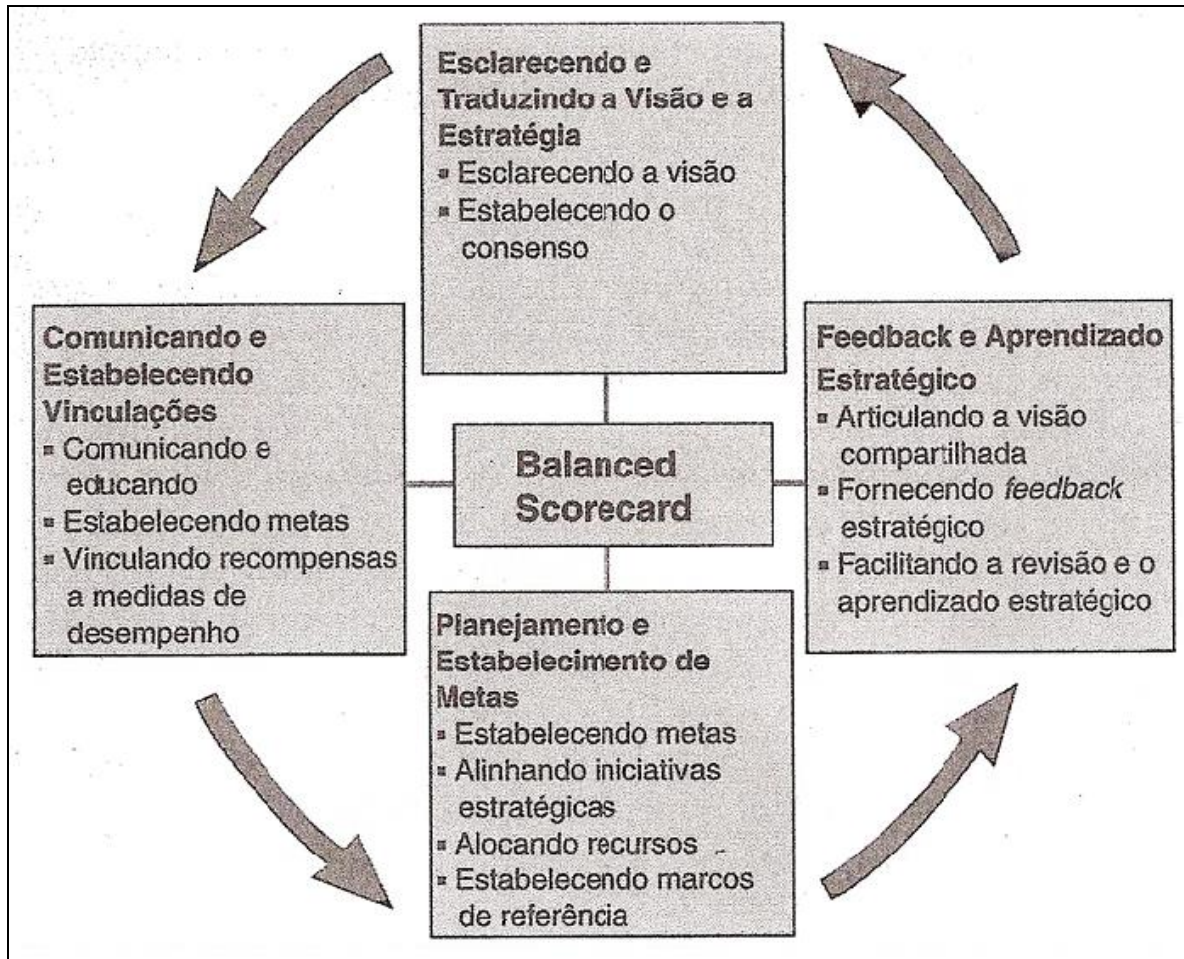 Esclarecendo e
Traduzindo a Visão e a
Estratégia
▪ Esclarecendo a visão
▪ Estabelecendo o
consenso
Comunicando e
Estabelecendo
Vinculações
▪ Comunicando e
educando
▪ Estabelecendo metas
▪ Vinculando recompensas
a medidas de
desempenho
Balanced
Scorecard
Feedback e Aprendizado
Estratégico
▪ Articulando a visão
compartilhada
▪ Fornecendo feedback
estratégico
▪ Facilitando a revisão e o
aprendizado estratégico
Planejamento e
Estabelecimento de
Metas
▪ Estabelecendo metas
▪ Alinhando iniciativas
estratégicas
▪ Alocando recursos
▪ Estabelecendo marcos
de referência